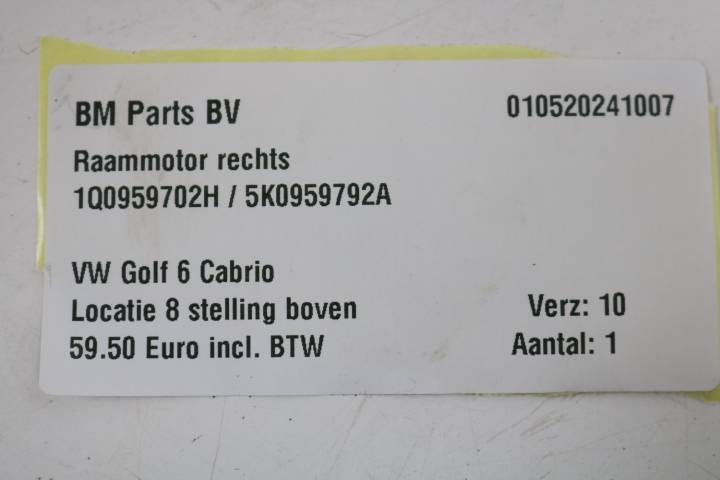 BM Parts BV 010520241007
Raammotor rechts
1Q0959702H / 5K0959792A
VW Golf 6 Cabrio
Locatie 8 stelling boven Verz: 10
59.50 Euro incl. BTW Aantal: 1